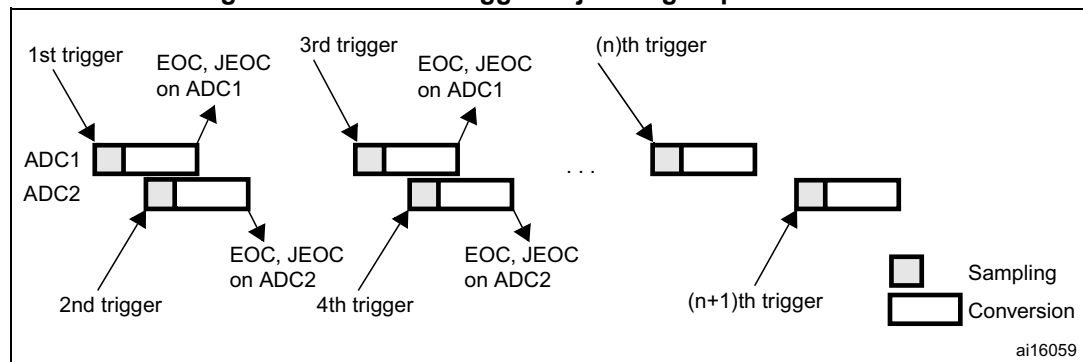 1st trigger
EOC, JEOC
on ADC1
3rd trigger
EOC, JEOC
on ADC1
(n)th trigger
ADC1
ADC2
. . .
EOC, JEOC
on ADC2
EOC, JEOC
on ADC2
2nd trigger
4th trigger
(n+1)th trigger
Sampling
Conversion
ai16059